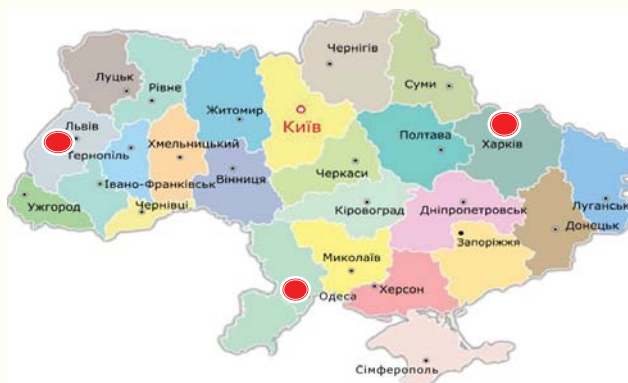 Чернігів
Луцьк
Рівне
Суми
Житомир
Київ
Львів
Харків
Полтава
Хмельницький
Гернопіль
Черкаси
Вінниця
Івано-Франківськ
Луганськ
Ужгород
Чернівці
Кіровоград
Дніпропетровськ
Донецьк
Запоріжжя
Миколаїв
Херсон
Одеса
Сімферополь